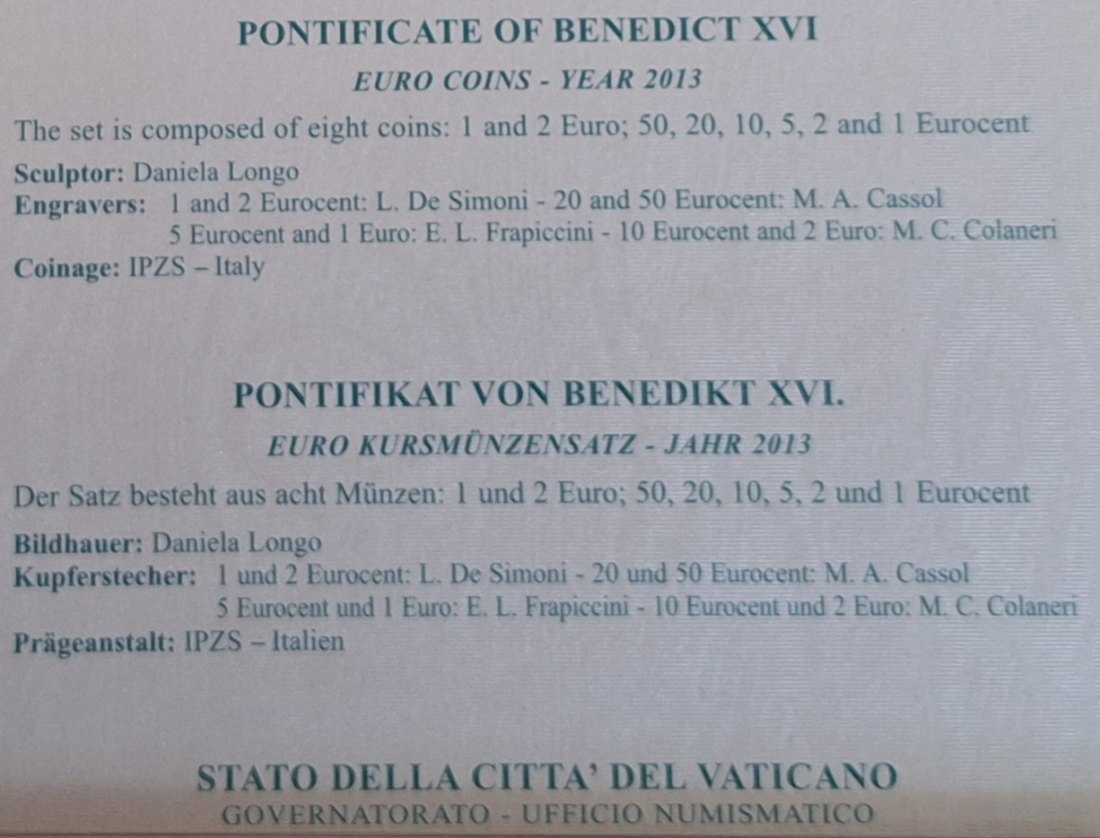 PONTIFICATE OF BENEDICT XVI
EURO COINS - YEAR 2013
The set is composed of eight coins: 1 and 2 Euro; 50, 20, 10, 5, 2 and 1 Eurocent
Sculptor: Daniela Longo
Engravers: 1 and 2 Eurocent: L. De Simoni - 20 and 50 Eurocent: M. A. Cassol
5 Eurocent and 1 Euro: E. L. Frapiccini - 10 Eurocent and 2 Euro: M. C. Colaneri
Coinage: IPZS – Italy
PONTIFIKAT VON BENEDIKT XVI.
EURO KURSMÜNZENSATZ - JAHR 2013
Der Satz besteht aus acht Münzen: 1 und 2 Euro; 50, 20, 10, 5, 2 und 1 Eurocent
Bildhauer: Daniela Longo
Kupferstecher: 1 und 2 Eurocent: L. De Simoni - 20 und 50 Eurocent: M. A. Cassol
5 Eurocent und 1 Euro: E. L. Frapiccini - 10 Eurocent und 2 Euro: M. C. Colaneri
Prägeanstalt: IPZS – Italien
STATO DELLA CITTA’ DEL VATICANO
GOVERNATORATO - UFFICIO NUMISMATICO